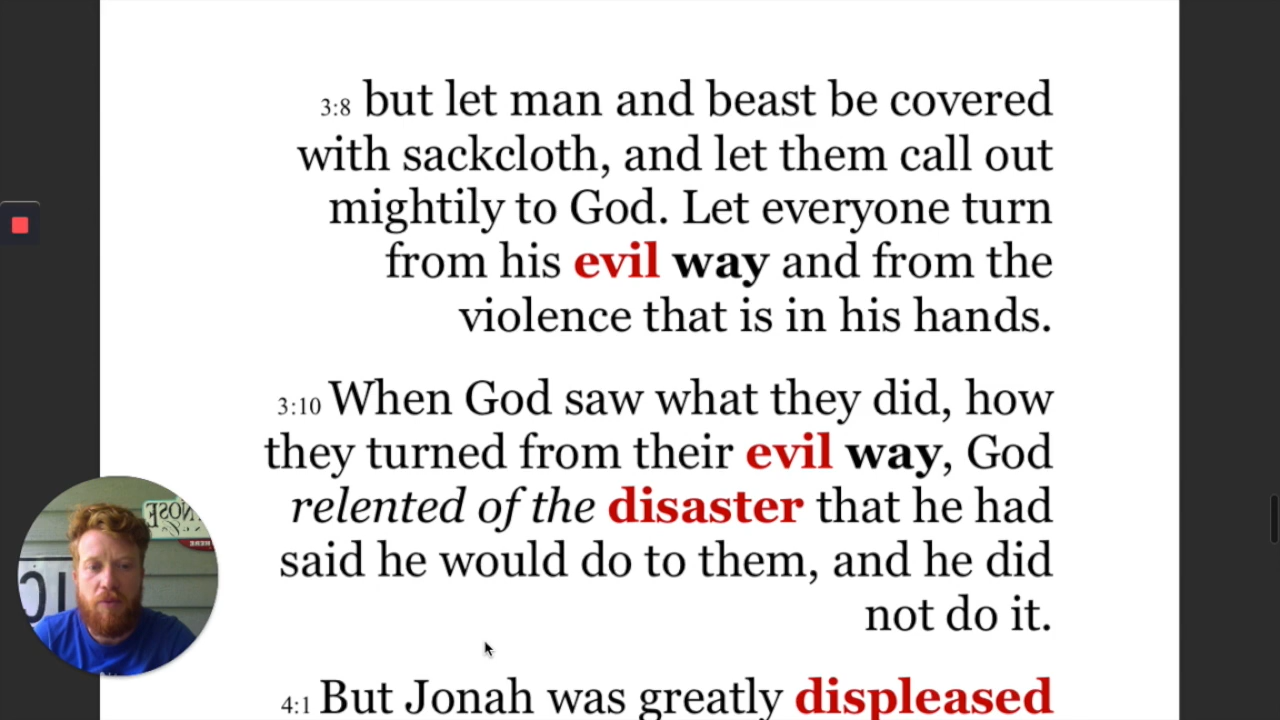 3:8 but let man and beast be covered
with sackcloth, and let them call out
mightily to God. Let everyone turn
from his evil way and from the
violence that is in his hands.
3:10 When God saw what they did, how
they turned from their evil way, God
relented of the disaster that he had
said he would do to them, and he did
not do it.
4:1 But Jonah was greatly displeased